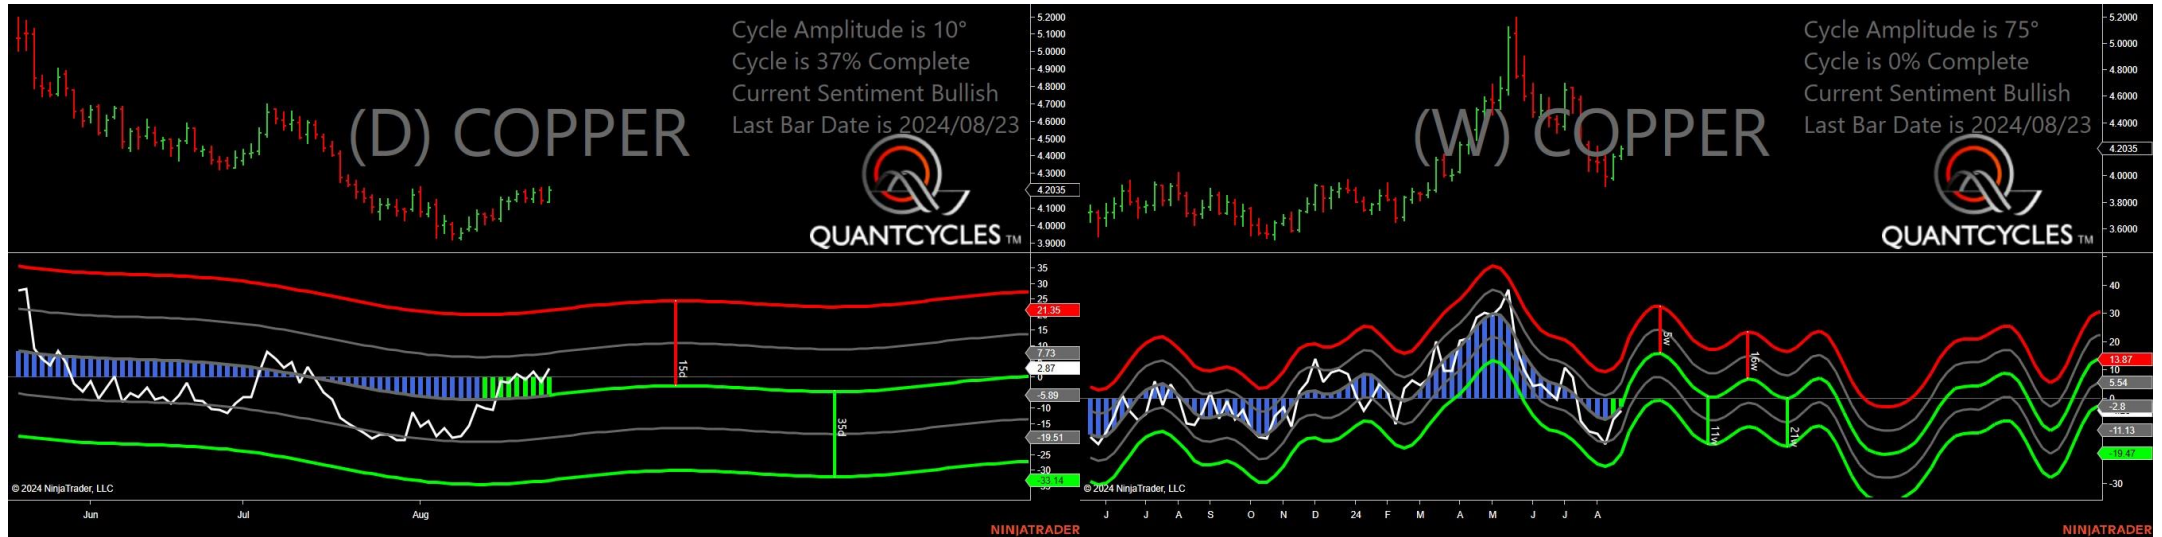 Cycle Amplitude is 10°
Cycle is 37% Complete
Current Sentiment Bullish
Last Bar Date is 2024/08/23
(D) COPPER
QUANTCYCLES TM
5.2000
5.1000
5.0000
4.9000
4.8000
4.7000
4.6000
4.5000
4.4000
4.3000
4.2035
4.1000
4.0000
3.9000
35
30
25
21.35
15
7.73
2.87
0
-5.89
-10
-15
-19.51
-25
-30
-33.14
15d
35d
© 2024 NinjaTrader, LLC
Jun
Jul
Aug
NINJATRADER
Cycle Amplitude is 75°
Cycle is 0% Complete
Current Sentiment Bullish
Last Bar Date is 2024/08/23
(W) COPPER
QUANTCYCLES TM
5.2000
5.0000
4.8000
4.6000
4.4000
4.2035
4.0000
3.8000
3.6000
40
30
20
13.87
10
5.54
0
-2.8
-11.13
-19.47
-30
5w
16w
11w
21w
© 2024 NinjaTrader, LLC
J J A S O N D 24 F M A M J J A
NINJATRADER